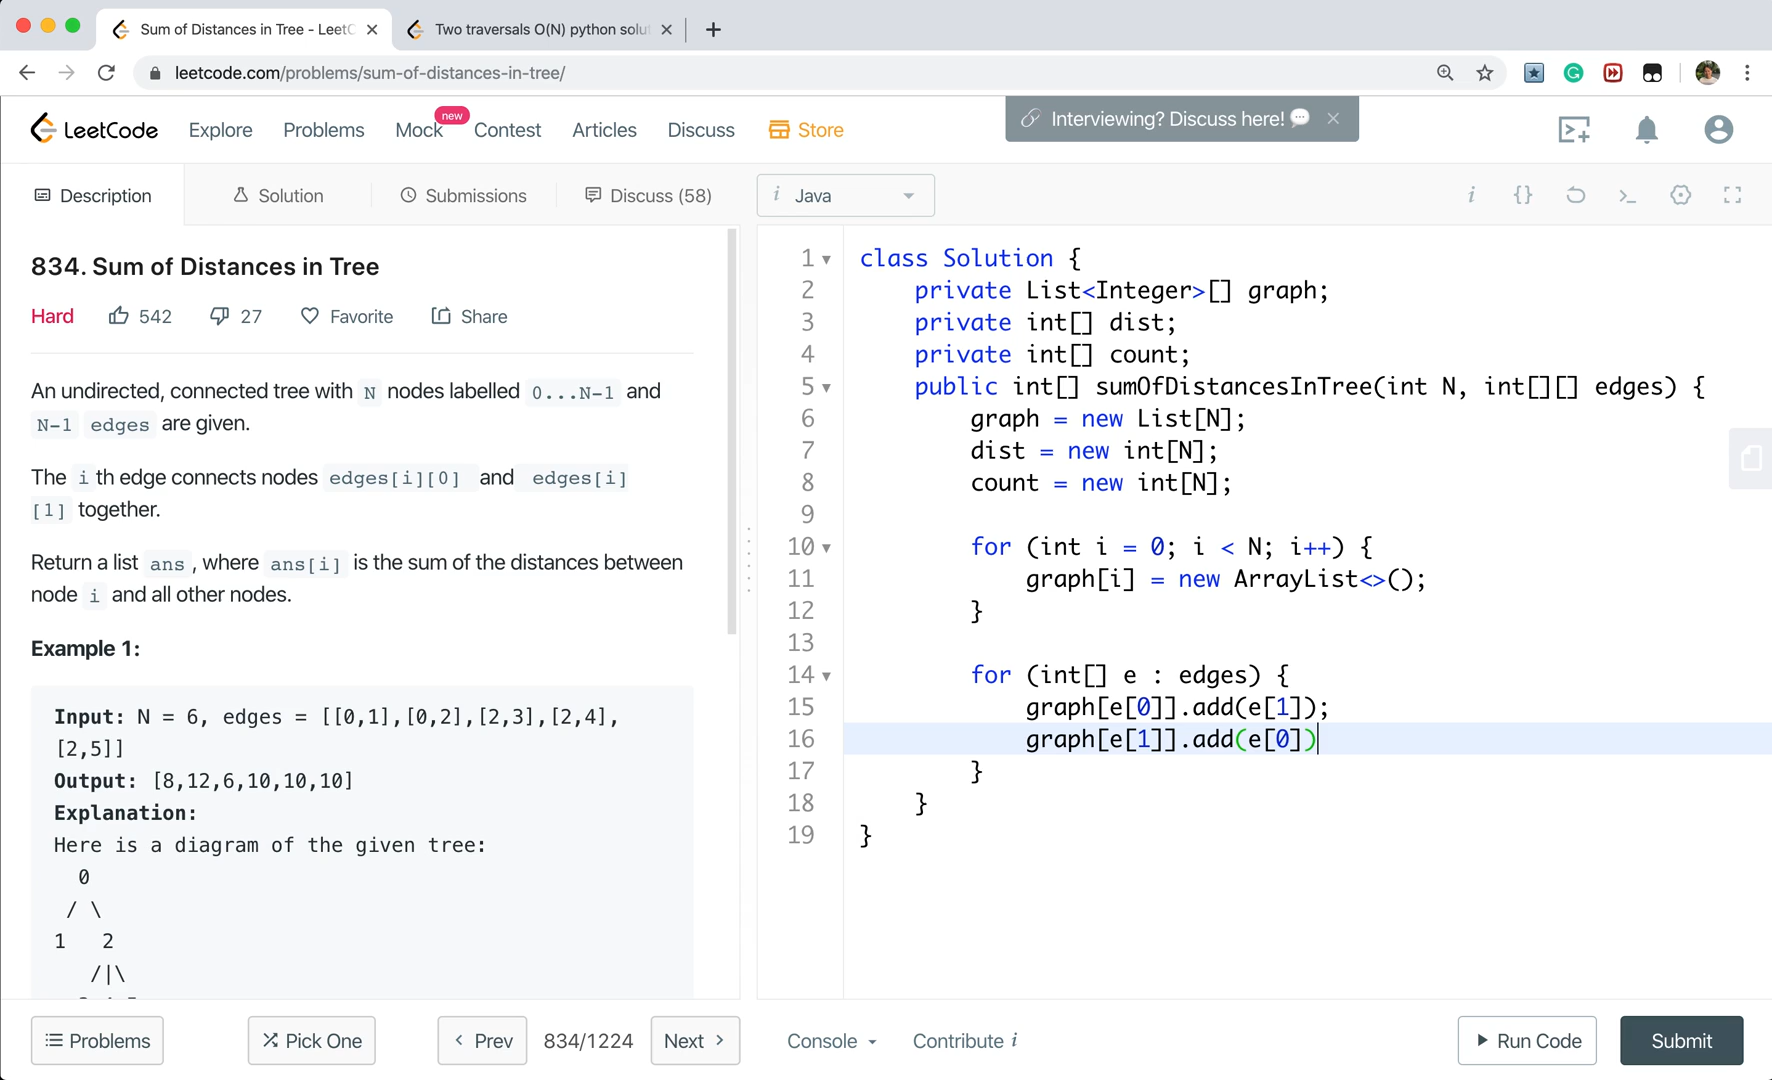 Sum of Distances in Tree - LeetC
Two traversals O(N) python solu
leetcode.com/problems/sum-of-distances-in-tree/
LeetCode
Explore
Problems
Mock
new
Contest
Articles
Discuss
Store
Interviewing? Discuss here!
Description
Solution
Submissions
Discuss (58)
i Java
834. Sum of Distances in Tree
Hard 542 27 Favorite Share
An undirected, connected tree with N nodes labelled 0...N-1 and
N-1 edges are given.
The i th edge connects nodes edges[i][0] and edges[i]
[1] together.
Return a list ans , where ans[i] is the sum of the distances between
node i and all other nodes.
Example 1:
Input: N = 6, edges = [[0,1],[0,2],[2,3],[2,4],
[2,5]]
Output: [8,12,6,10,10,10]
Explanation:
Here is a diagram of the given tree:
0
/ \
1 2
/|\
1 class Solution {
2 private List<Integer>[] graph;
3 private int[] dist;
4 private int[] count;
5 public int[] sumOfDistancesInTree(int N, int[][] edges) {
6 graph = new List[N];
7 dist = new int[N];
8 count = new int[N];
9
10 for (int i = 0; i < N; i++) {
11 graph[i] = new ArrayList<>();
12 }
13
14 for (int[] e : edges) {
15 graph[e[0]].add(e[1]);
16 graph[e[1]].add(e[0])
17 }
18 }
19 }
Problems
Pick One
Prev
834/1224
Next
Console
Contribute i
Run Code
Submit